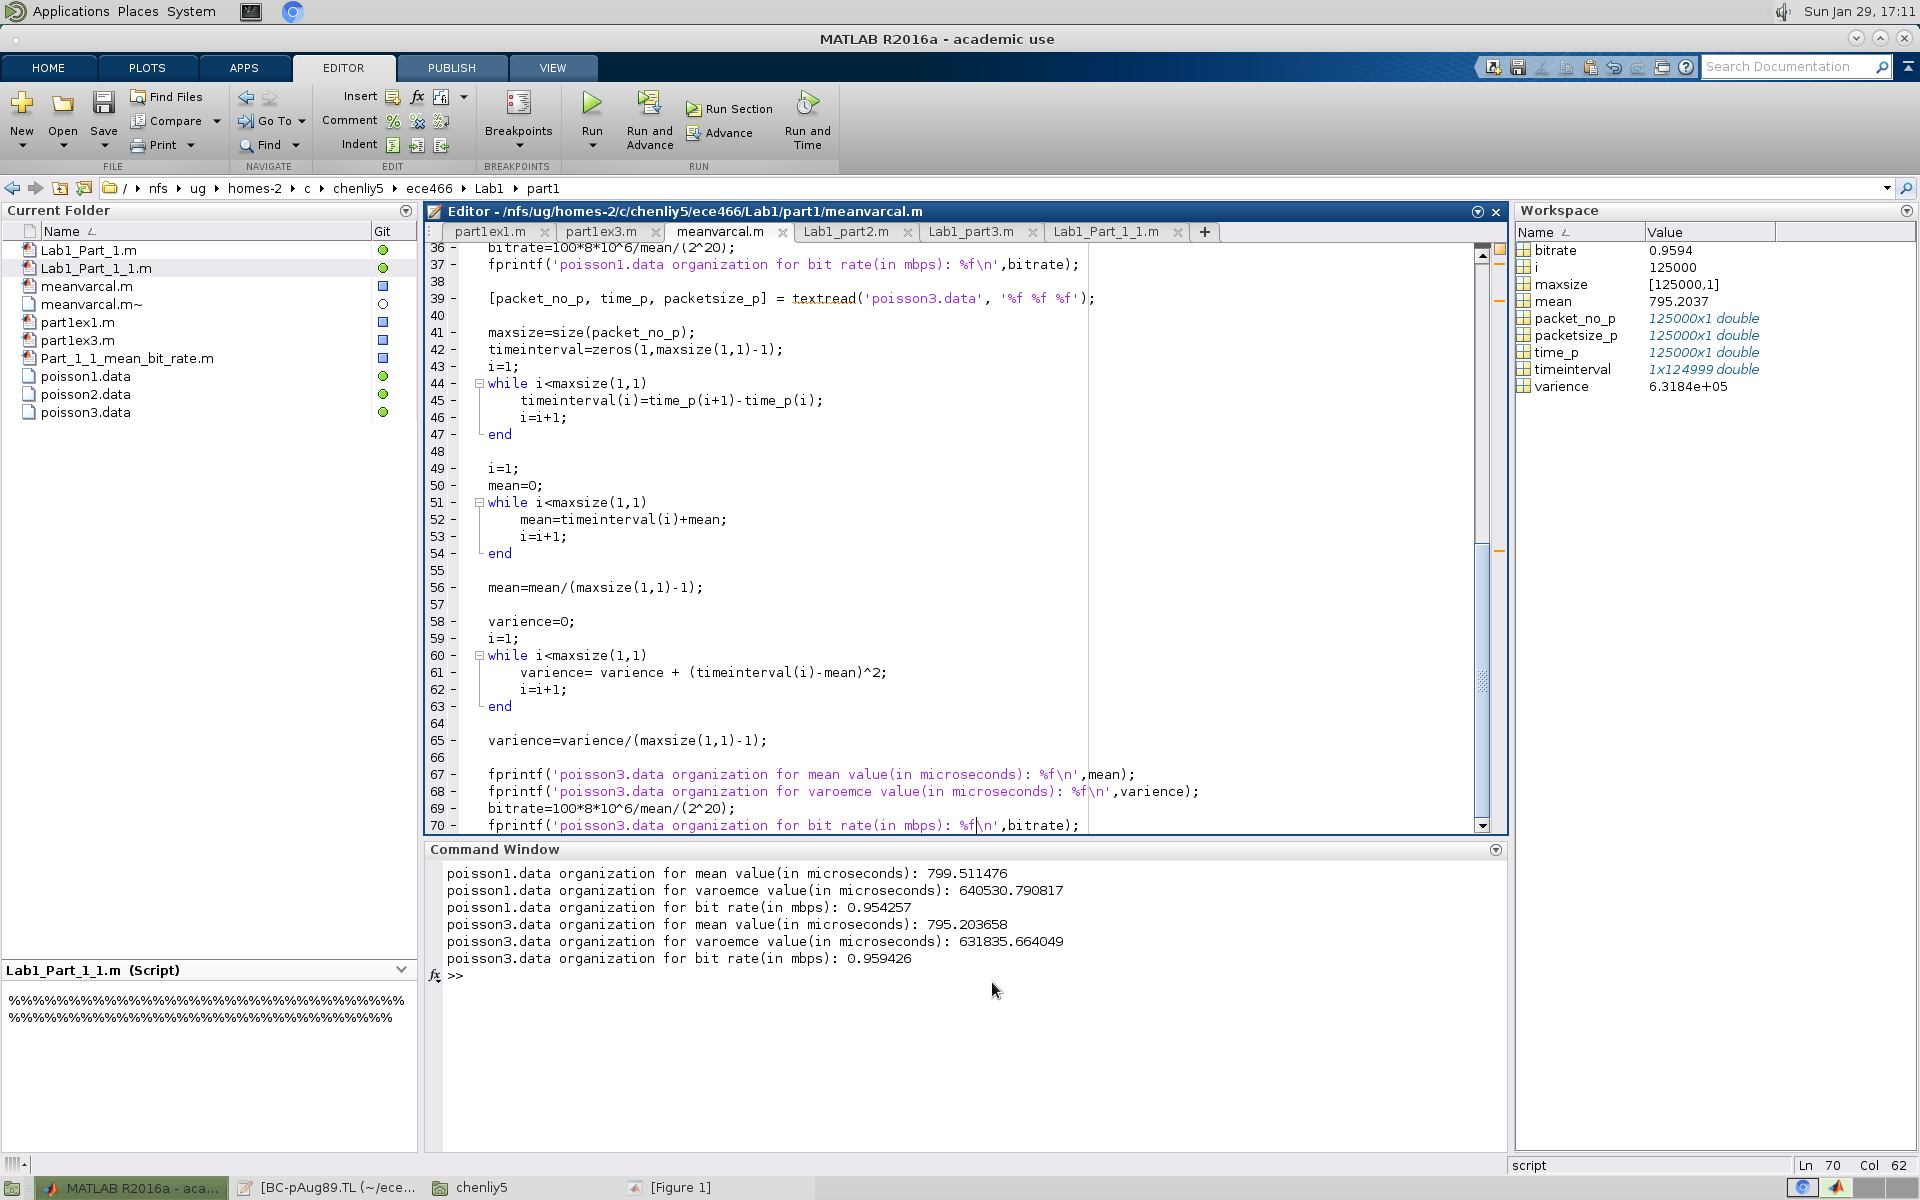 Applications Places System
Sun Jan 29, 17:11
MATLAB R2016a - academic use
HOME PLOTS APPS EDITOR PUBLISH VIEW
Search Documentation
New Open Save
Find Files
Compare
Print
FILE
Go To
Find
NAVIGATE
Insert fx
Comment
Indent
EDIT
Breakpoints
BREAKPOINTS
Run
Run and Advance
Run Section
Advance
Run and Time
RUN
/ nfs ug homes-2 c chenliy5 ece466 Lab1 part1
Current Folder
Name Git
Lab1_Part_1.m
Lab1_Part_1_1.m
meanvarcal.m
meanvarcal.m~
part1ex1.m
part1ex3.m
Part_1_1_mean_bit_rate.m
poisson1.data
poisson2.data
poisson3.data
Lab1_Part_1_1.m (Script)
%%%%%%%%%%%%%%%%%%%%%%%%%%%%%%%%%
%%%%%%%%%%%%%%%%%%%%%%%%%%%%%%%%
Editor - /nfs/ug/homes-2/c/chenliy5/ece466/Lab1/part1/meanvarcal.m
part1ex1.m part1ex3.m meanvarcal.m Lab1_part2.m Lab1_part3.m Lab1_Part_1_1.m +
36 - bitrate=100*8*10^6/mean/(2^20);
37 - fprintf('poisson1.data organization for bit rate(in mbps): %f\n',bitrate);
38
39 - [packet_no_p, time_p, packetsize_p] = textread('poisson3.data', '%f %f %f');
40
41 - maxsize=size(packet_no_p);
42 - timeinterval=zeros(1,maxsize(1,1)-1);
43 - i=1;
44 - while i<maxsize(1,1)
45 - timeinterval(i)=time_p(i+1)-time_p(i);
46 - i=i+1;
47 - end
48
49 - i=1;
50 - mean=0;
51 - while i<maxsize(1,1)
52 - mean=timeinterval(i)+mean;
53 - i=i+1;
54 - end
55
56 - mean=mean/(maxsize(1,1)-1);
57
58 - varience=0;
59 - i=1;
60 - while i<maxsize(1,1)
61 - varience= varience + (timeinterval(i)-mean)^2;
62 - i=i+1;
63 - end
64
65 - varience=varience/(maxsize(1,1)-1);
66
67 - fprintf('poisson3.data organization for mean value(in microseconds): %f\n',mean);
68 - fprintf('poisson3.data organization for varoemce value(in microseconds): %f\n',varience);
69 - bitrate=100*8*10^6/mean/(2^20);
70 - fprintf('poisson3.data organization for bit rate(in mbps): %f\n',bitrate);
Command Window
poisson1.data organization for mean value(in microseconds): 799.511476
poisson1.data organization for varoemce value(in microseconds): 640530.790817
poisson1.data organization for bit rate(in mbps): 0.954257
poisson3.data organization for mean value(in microseconds): 795.203658
poisson3.data organization for varoemce value(in microseconds): 631835.664049
poisson3.data organization for bit rate(in mbps): 0.959426
fx >>
Workspace
Name Value
bitrate 0.9594
i 125000
maxsize [125000,1]
mean 795.2037
packet_no_p 125000x1 double
packetsize_p 125000x1 double
time_p 125000x1 double
timeinterval 1x124999 double
varience 6.3184e+05
script Ln 70 Col 62
MATLAB R2016a - aca... [BC-pAug89.TL (~/ece... chenliy5 [Figure 1]